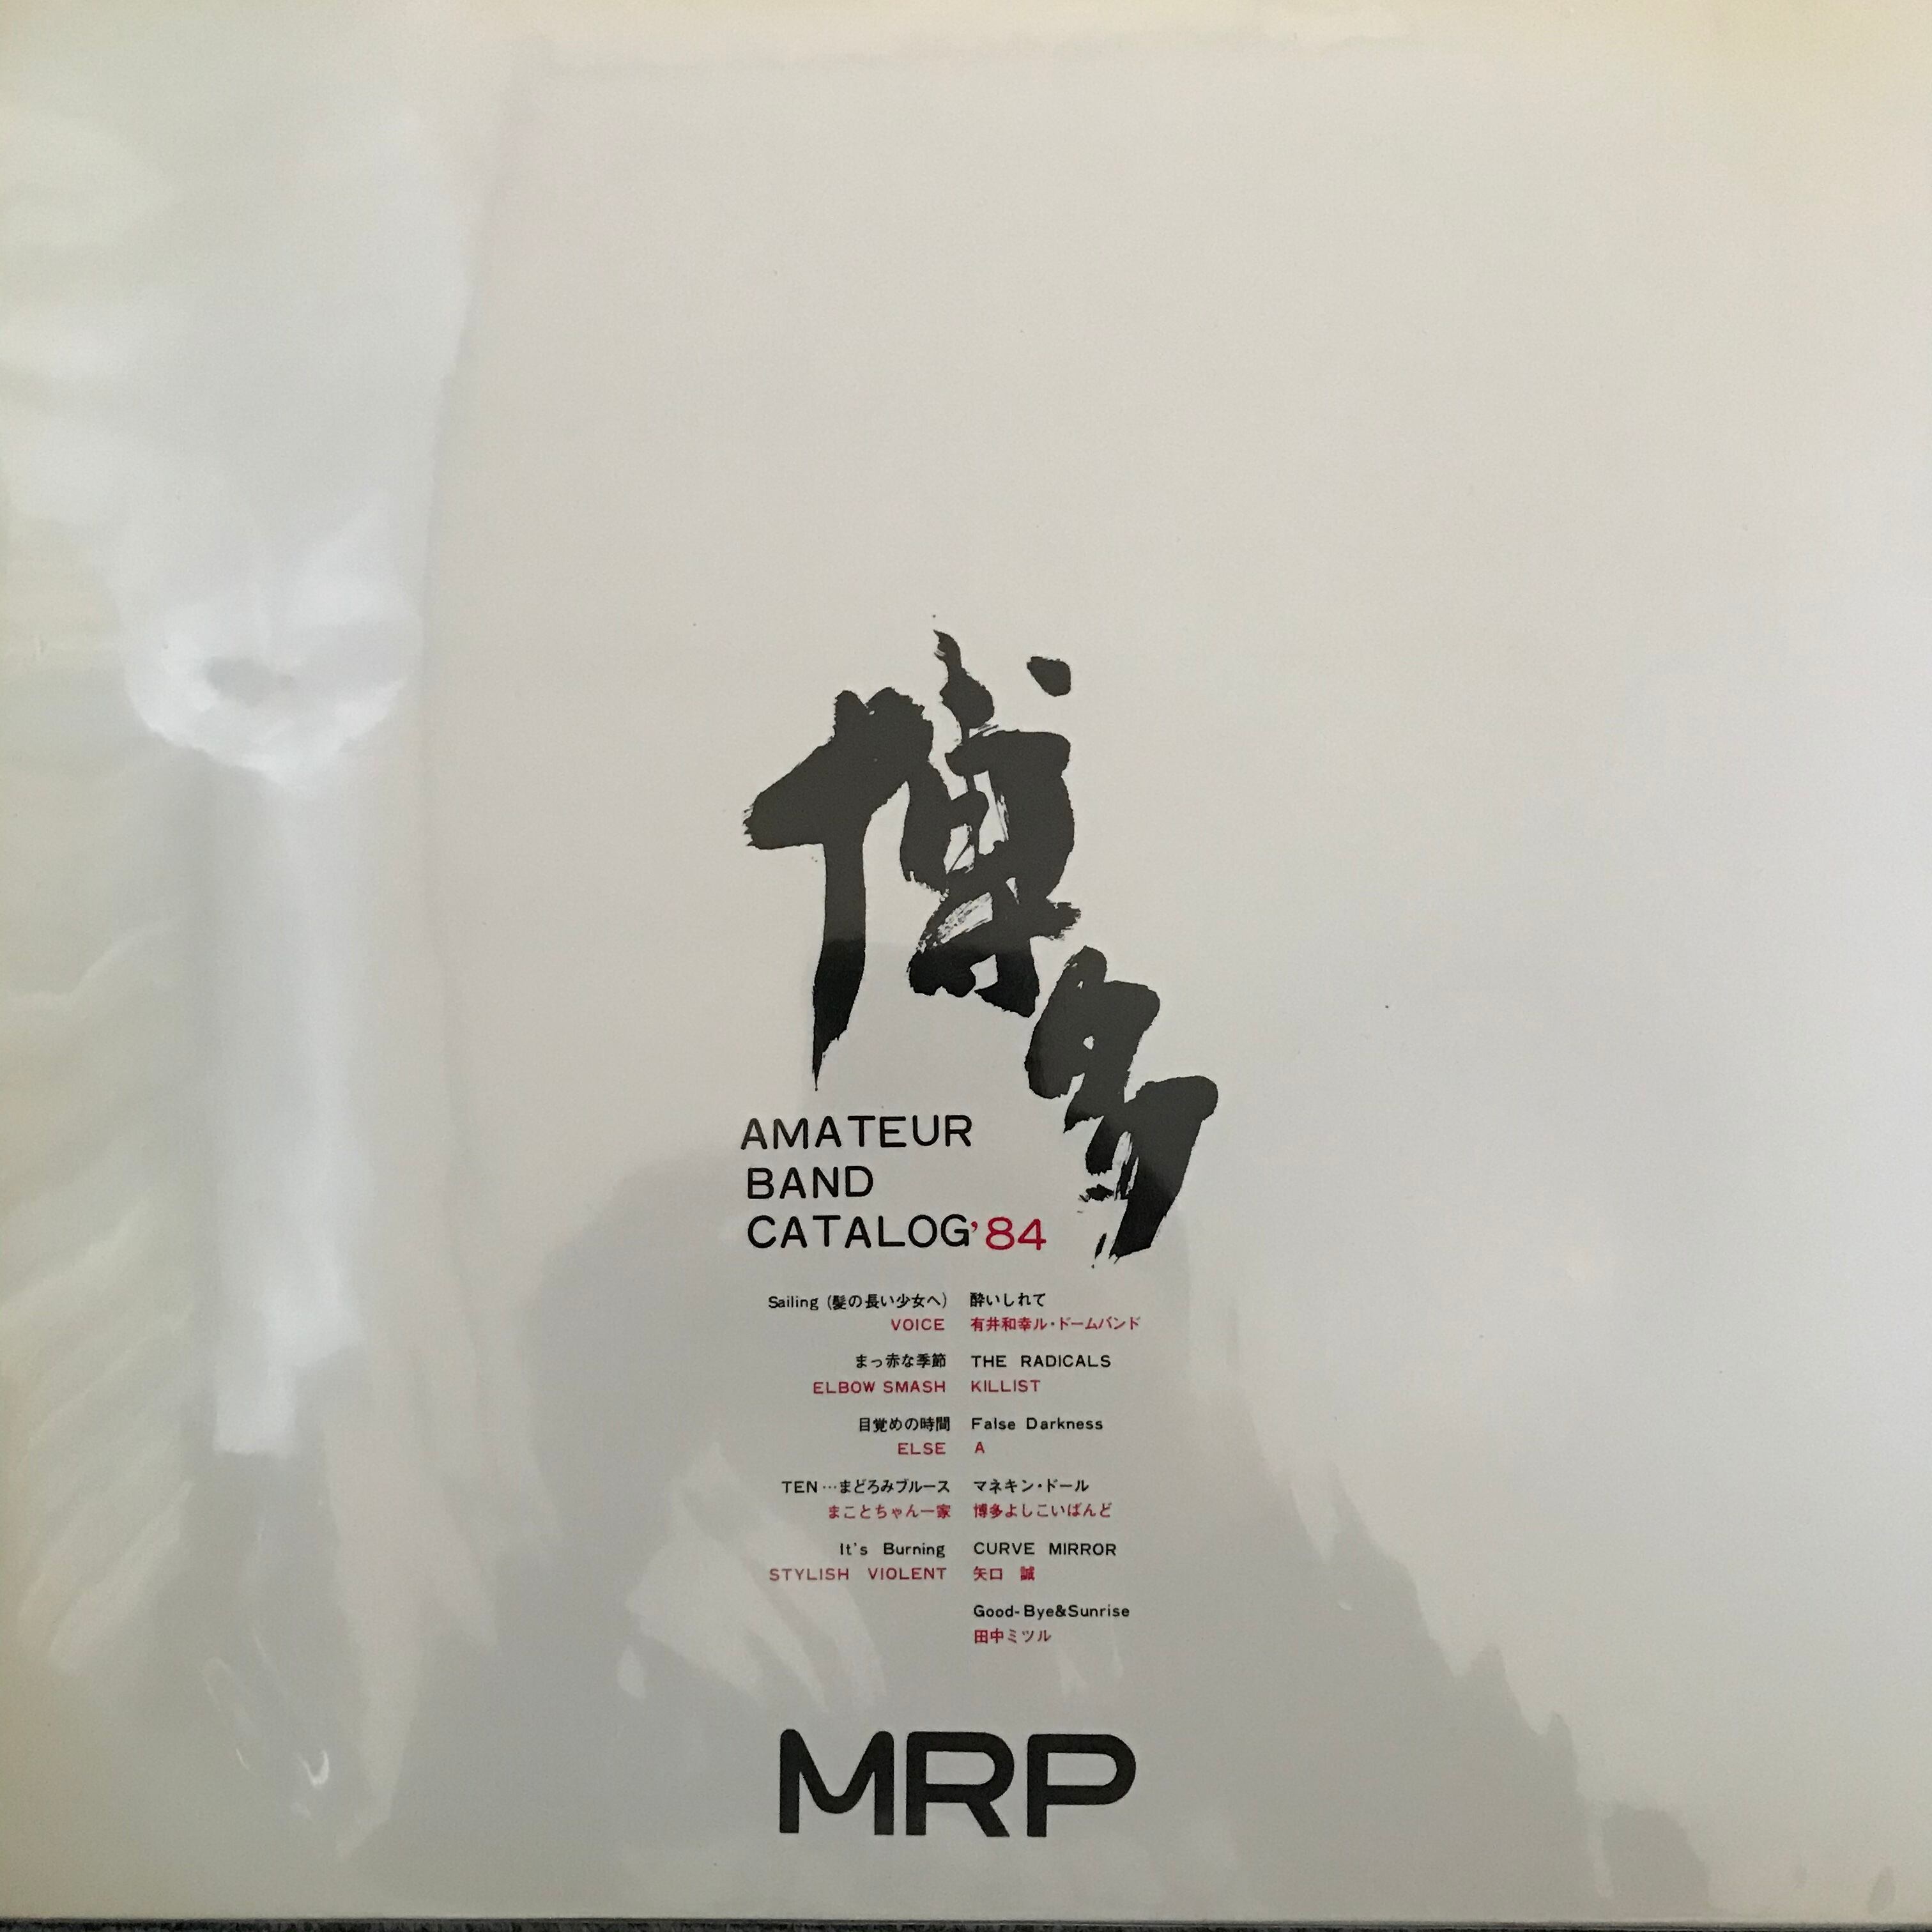 博多
AMATEUR
BAND
CATALOG'84
Sailing (髪の長い少女へ)
VOICE
まっ赤な季節
ELBOW SMASH
目覚めの時間
ELSE
TEN…まどろみブルース
まことちゃん一家
It's Burning
STYLISH VIOLENT
酔いしれて
有井和幸ル・ドームバンド
THE RADICALS
KILLIST
False Darkness
A
マネキン・ドール
博多よしこいばんど
CURVE MIRROR
矢口 誠
Good-Bye&Sunrise
田中ミツル
MRP